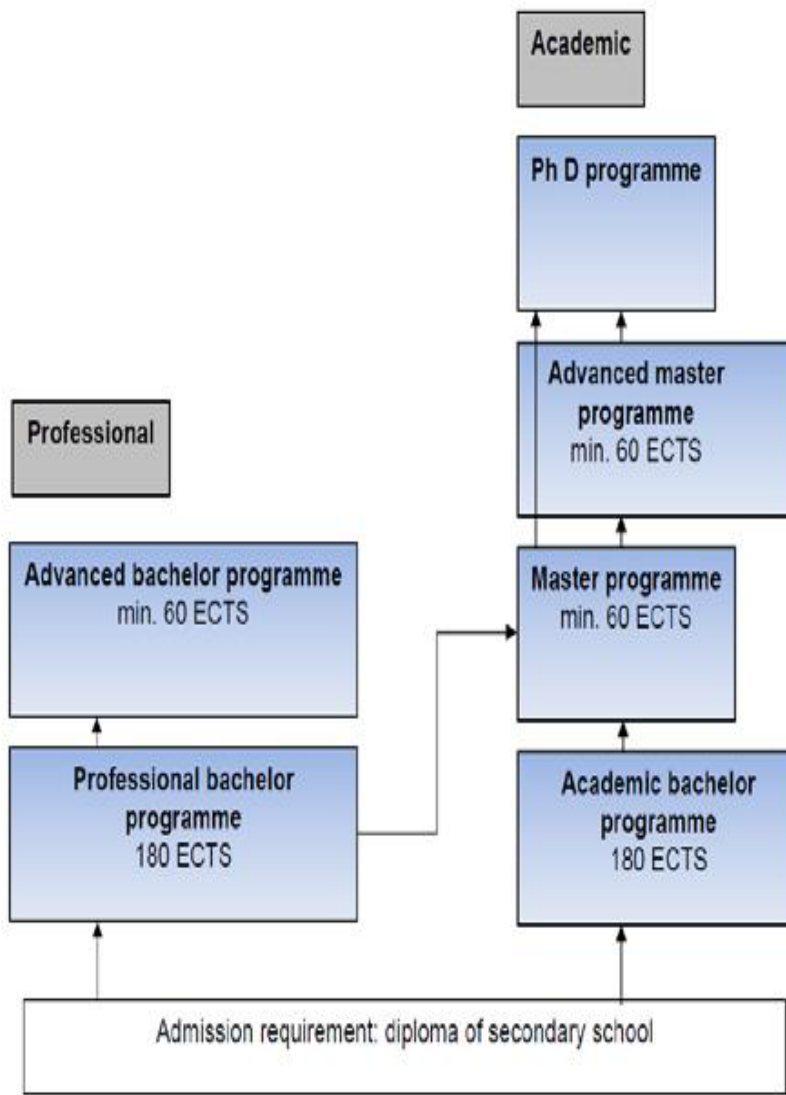 Academic
Ph D programme
Advanced master
programme
min. 60 ECTS
Professional
Advanced bachelor programme
min. 60 ECTS
Master programme
min. 60 ECTS
Professional bachelor
programme
180 ECTS
Academic bachelor
programme
180 ECTS
Admission requirement: diploma of secondary school